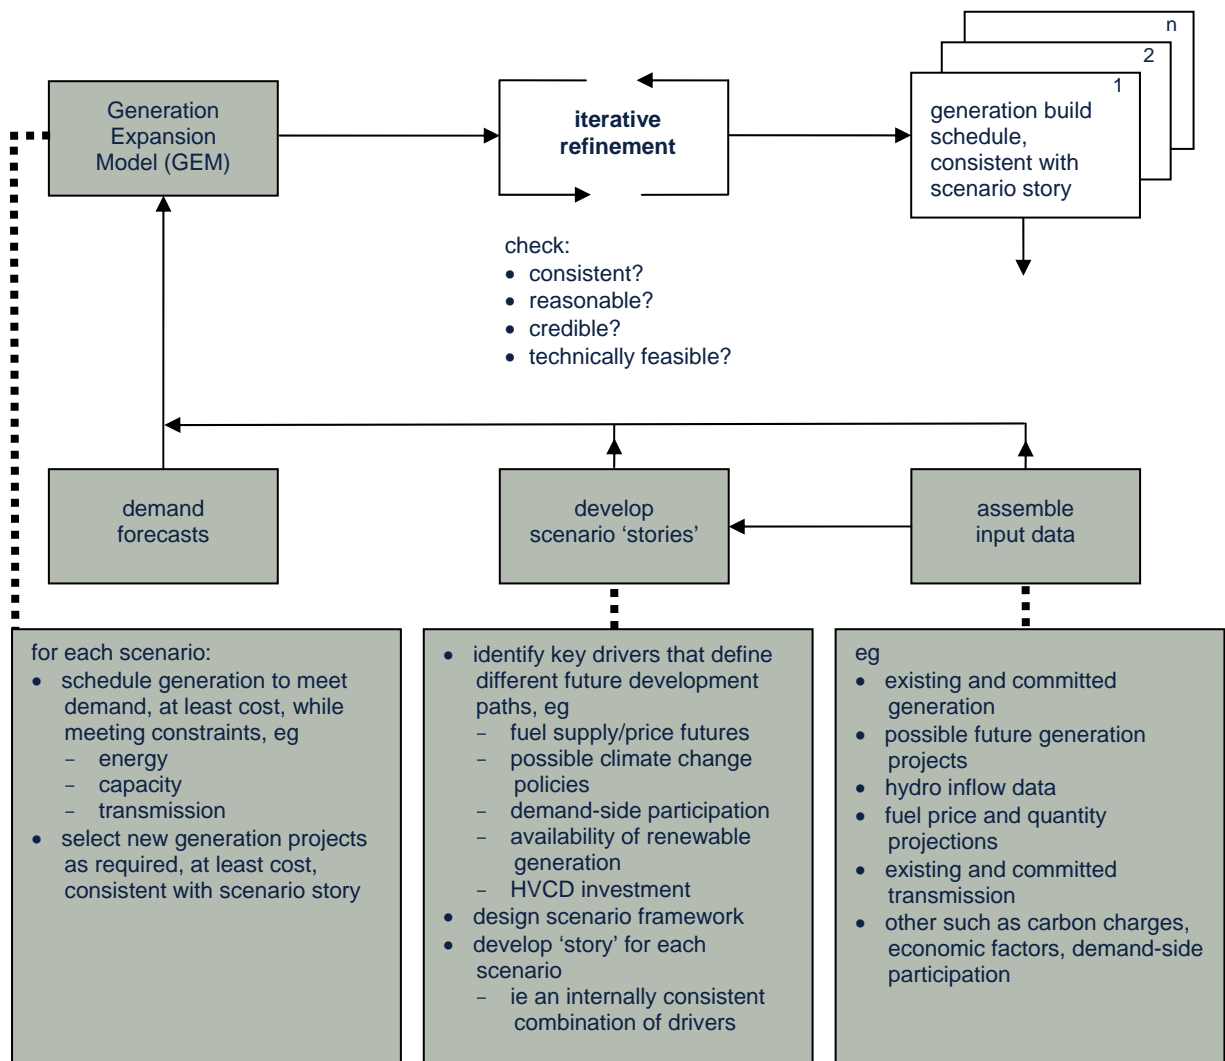 Generation
Expansion
Model (GEM)
iterative
refinement
n
2
1
generation build
schedule,
consistent with
scenario story
check:
• consistent?
• reasonable?
• credible?
• technically feasible?
demand
forecasts
develop
scenario ‘stories’
assemble
input data
for each scenario:
• schedule generation to meet
demand, at least cost, while
meeting constraints, eg
- energy
- capacity
- transmission
• select new generation projects
as required, at least cost,
consistent with scenario story
• identify key drivers that define
different future development
paths, eg
- fuel supply/price futures
- possible climate change
policies
- demand-side participation
- availability of renewable
generation
- HVCD investment
• design scenario framework
• develop ‘story’ for each
scenario
- ie an internally consistent
combination of drivers
eg
• existing and committed
generation
• possible future generation
projects
• hydro inflow data
• fuel price and quantity
projections
• existing and committed
transmission
• other such as carbon charges,
economic factors, demand-side
participation